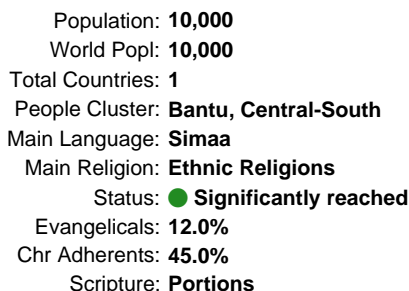 Population: 10,000
World Popl: 10,000
Total Countries: 1
People Cluster: Bantu, Central-South
Main Language: Simaa
Main Religion: Ethnic Religions
Status: Significantly reached
Evangelicals: 12.0%
Chr Adherents: 45.0%
Scripture: Portions